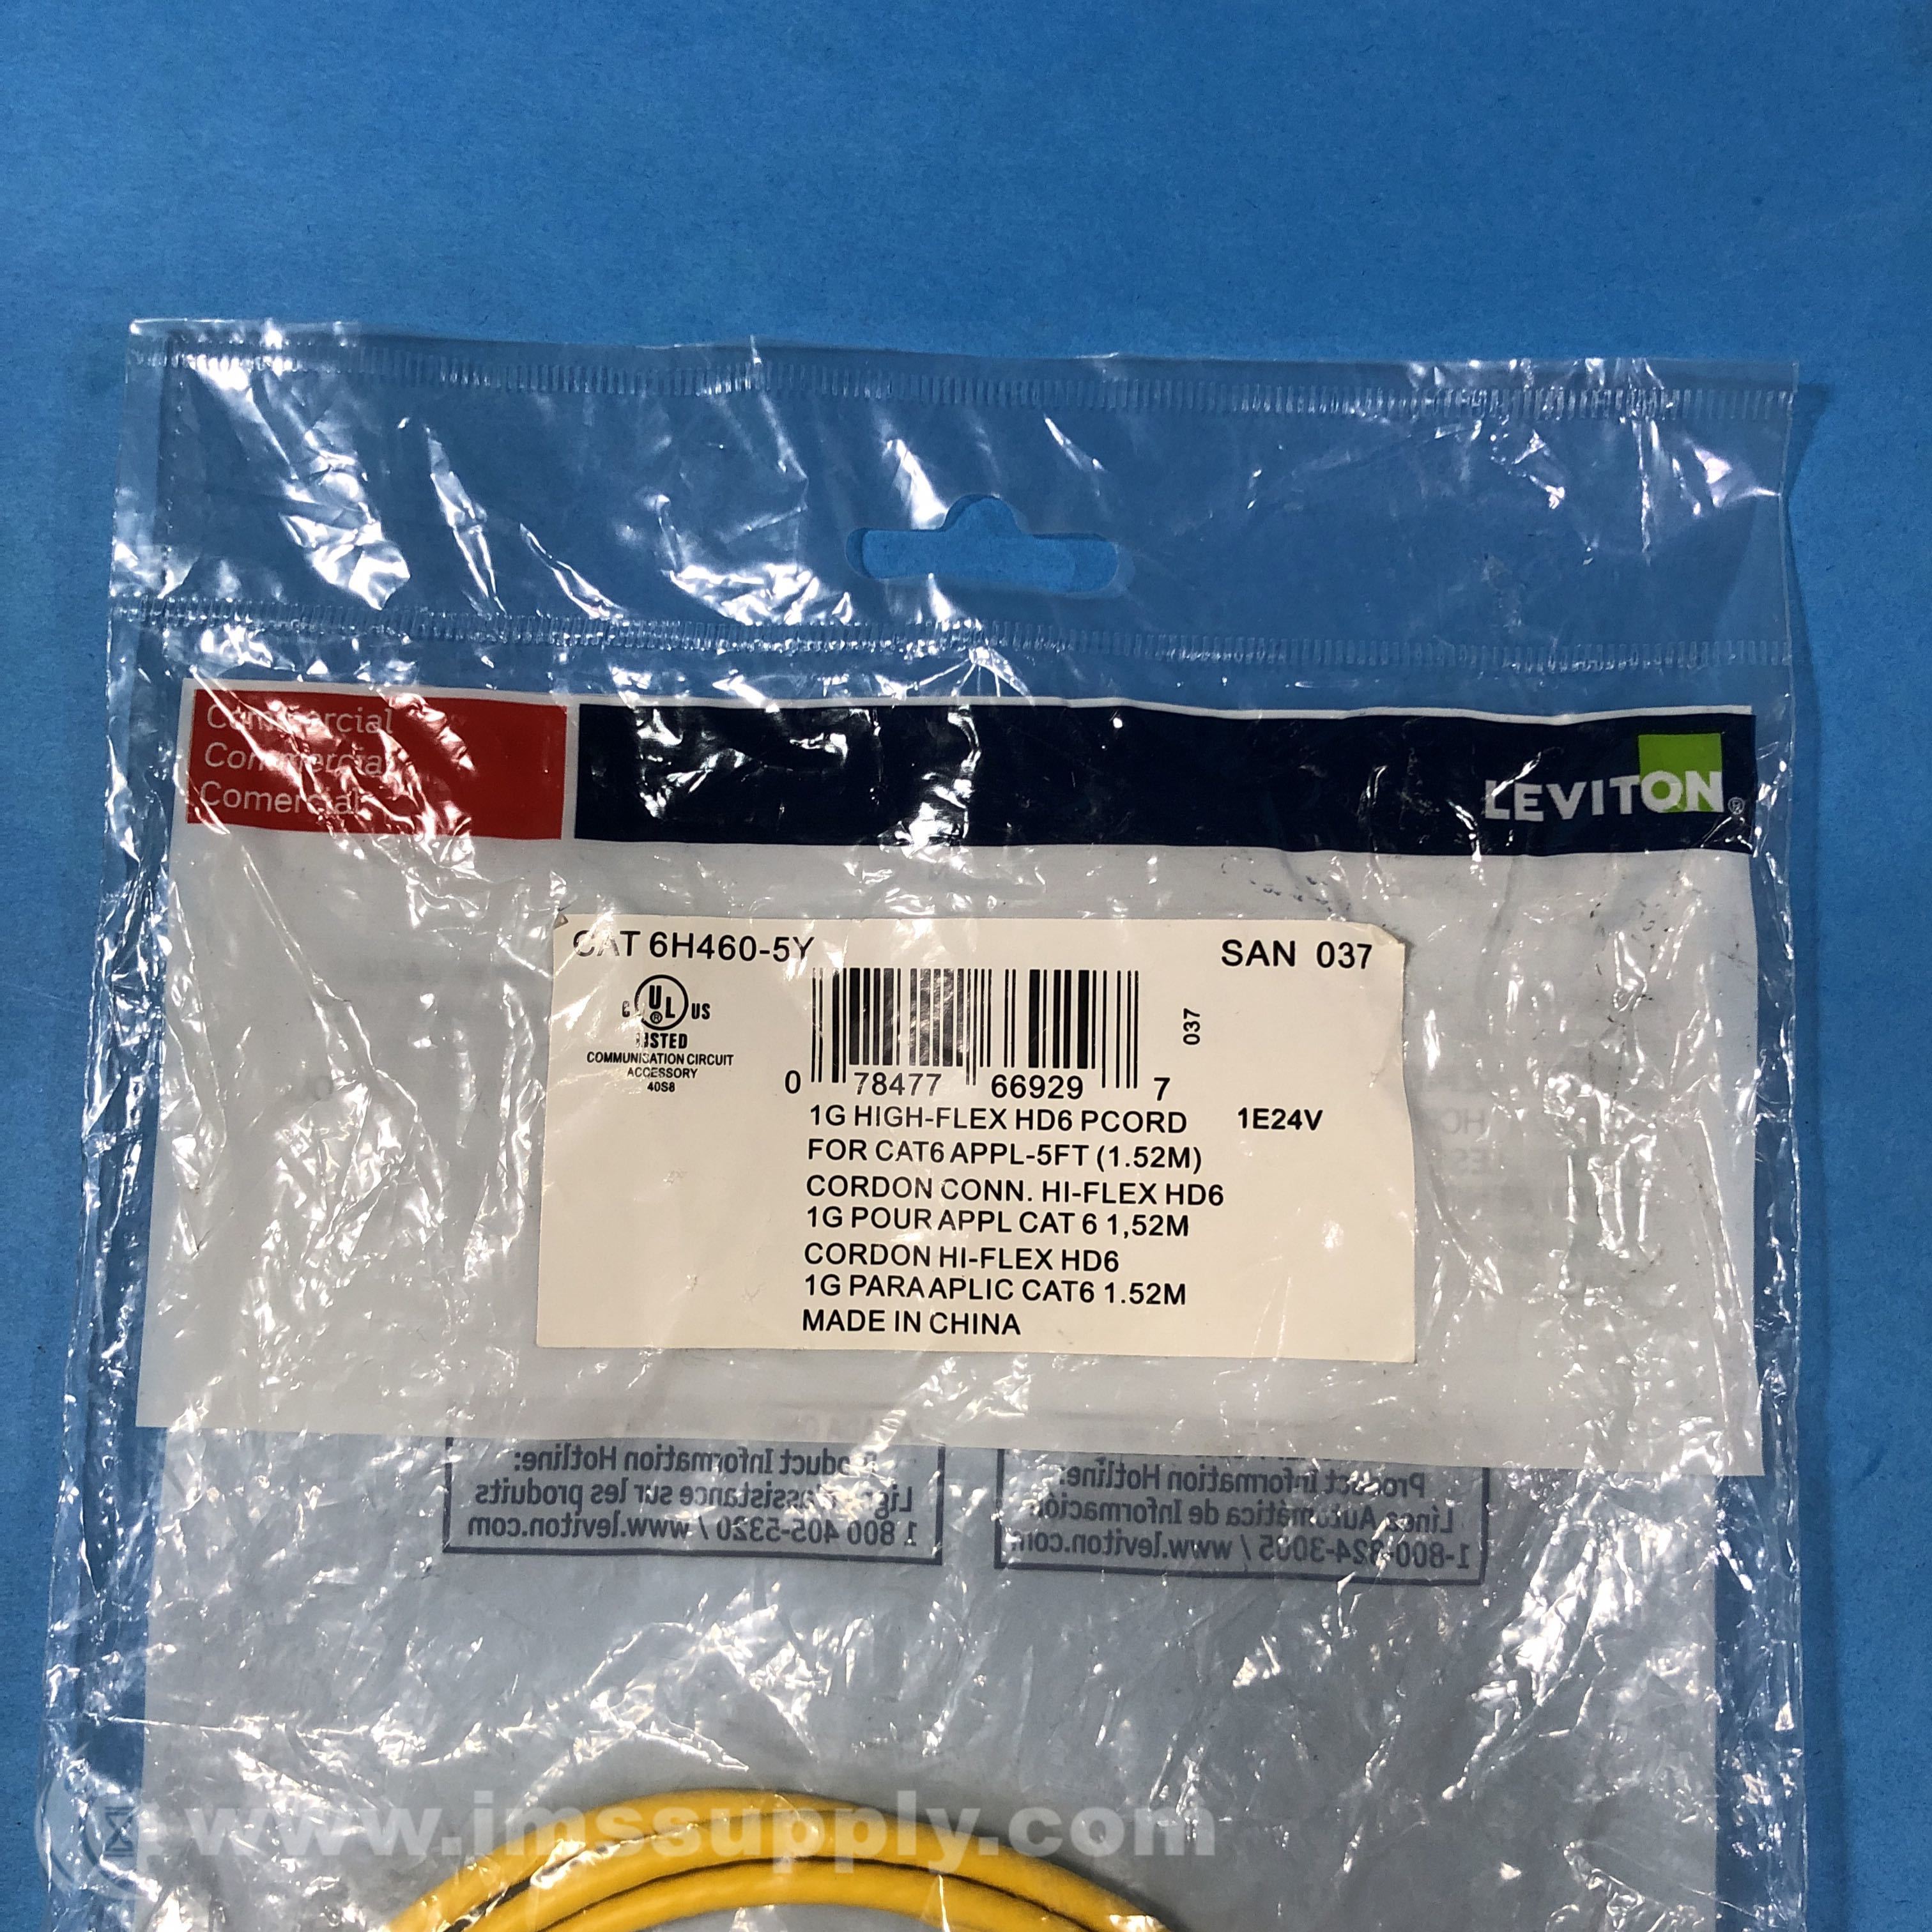 Commercial
Commercial
Comercial
LEVITON®
CAT 6H460-5Y
SAN 037
C UL® US
LISTED
COMMUNICATION CIRCUIT
ACCESSORY
40S8
037
0 78477 66929 7
1G HIGH-FLEX HD6 PCORD 1E24V
FOR CAT6 APPL-5FT (1.52M)
CORDON CONN. HI-FLEX HD6
1G POUR APPL CAT 6 1,52M
CORDON HI-FLEX HD6
1G PARA APLIC CAT6 1.52M
MADE IN CHINA
Product Information Hotline:
Ligne d'assistance sur les produits
1 800 405-5320 / www.leviton.com
Product Information Hotline:
Línea Automática de Información
1-800-824-3005 / www.leviton.com
www.imssupply.com